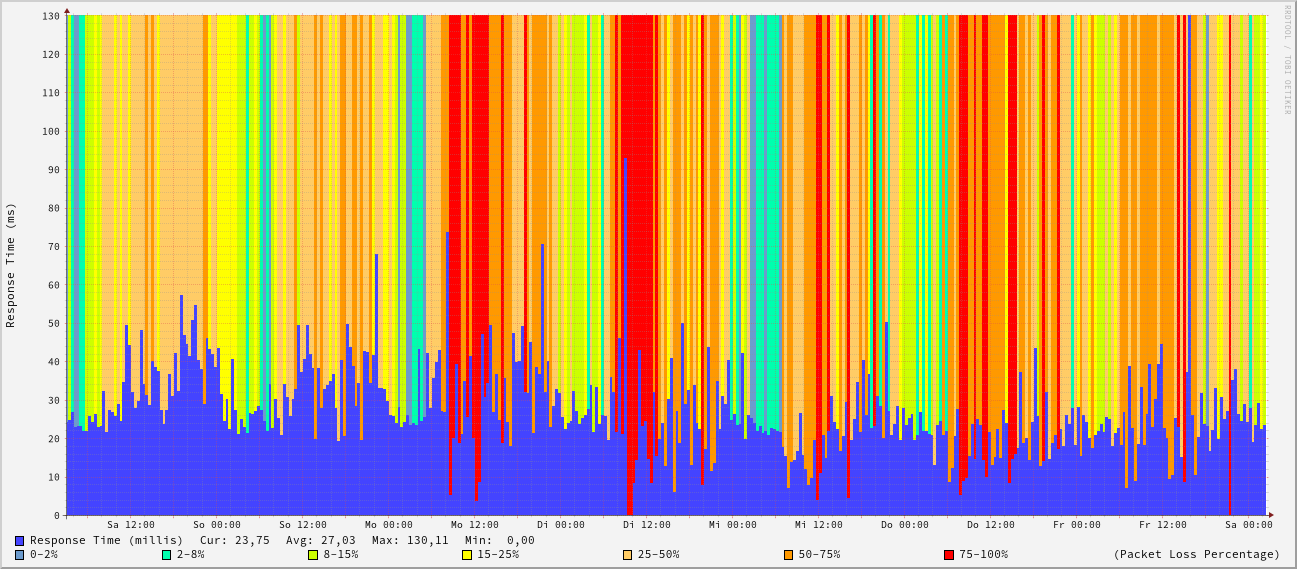 RRDTOOL / TOBI OETIKER
Response Time (ms)
130
120
110
100
90
80
70
60
50
40
30
20
10
0
Sa 12:00 So 00:00 So 12:00 Mo 00:00 Mo 12:00 Di 00:00 Di 12:00 Mi 00:00 Mi 12:00 Do 00:00 Do 12:00 Fr 00:00 Fr 12:00 Sa 00:00
Response Time (millis) Cur: 23,75 Avg: 27,03 Max: 130,11 Min: 0,00
0-2% 2-8% 8-15% 15-25% 25-50% 50-75% 75-100% (Packet Loss Percentage)